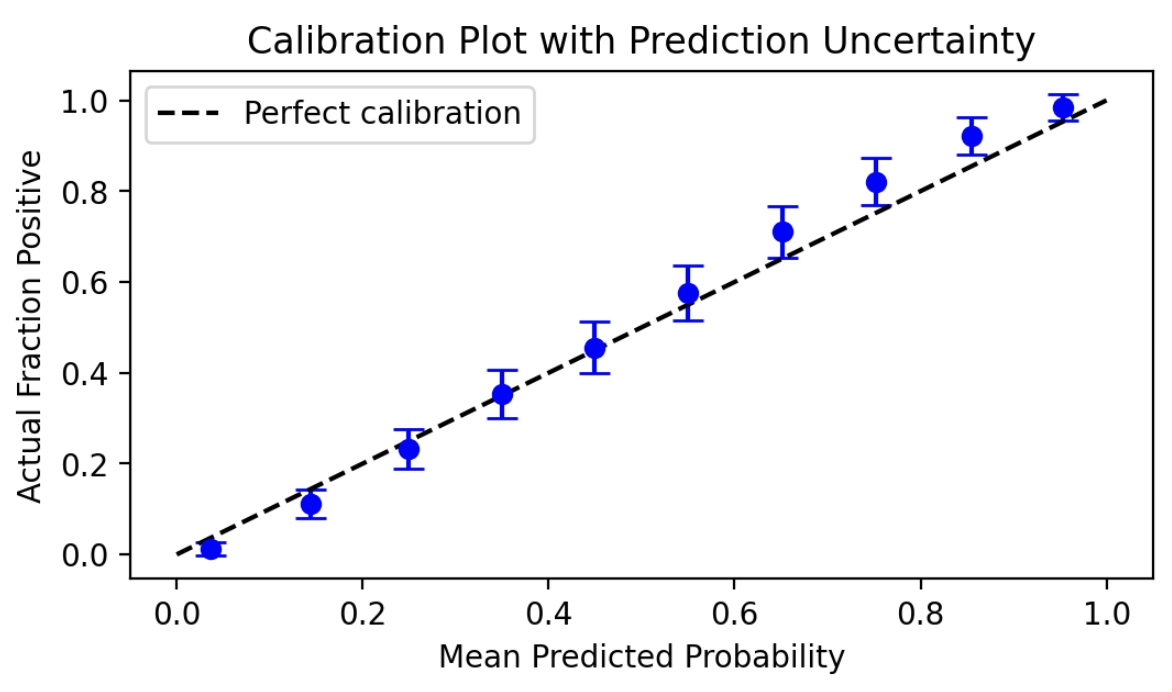 Calibration Plot with Prediction Uncertainty
Perfect calibration
Actual Fraction Positive
1.0
0.8
0.6
0.4
0.2
0.0
0.0 0.2 0.4 0.6 0.8 1.0
Mean Predicted Probability